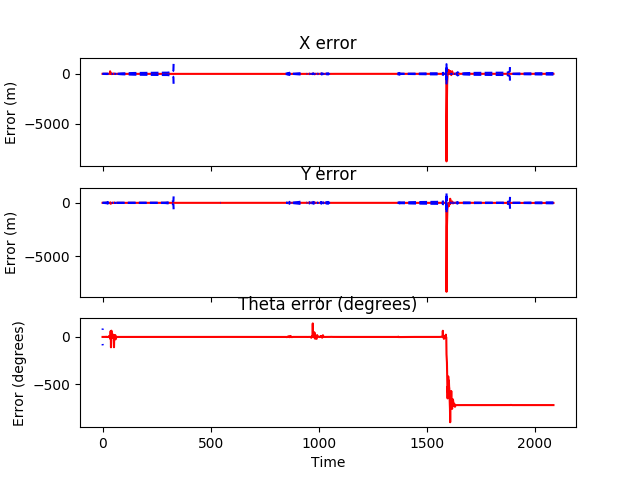 X error
0
−5000
Error (m)
Y error
0
−5000
Error (m)
Theta error (degrees)
0
−500
Error (degrees)
0 500 1000 1500 2000
Time